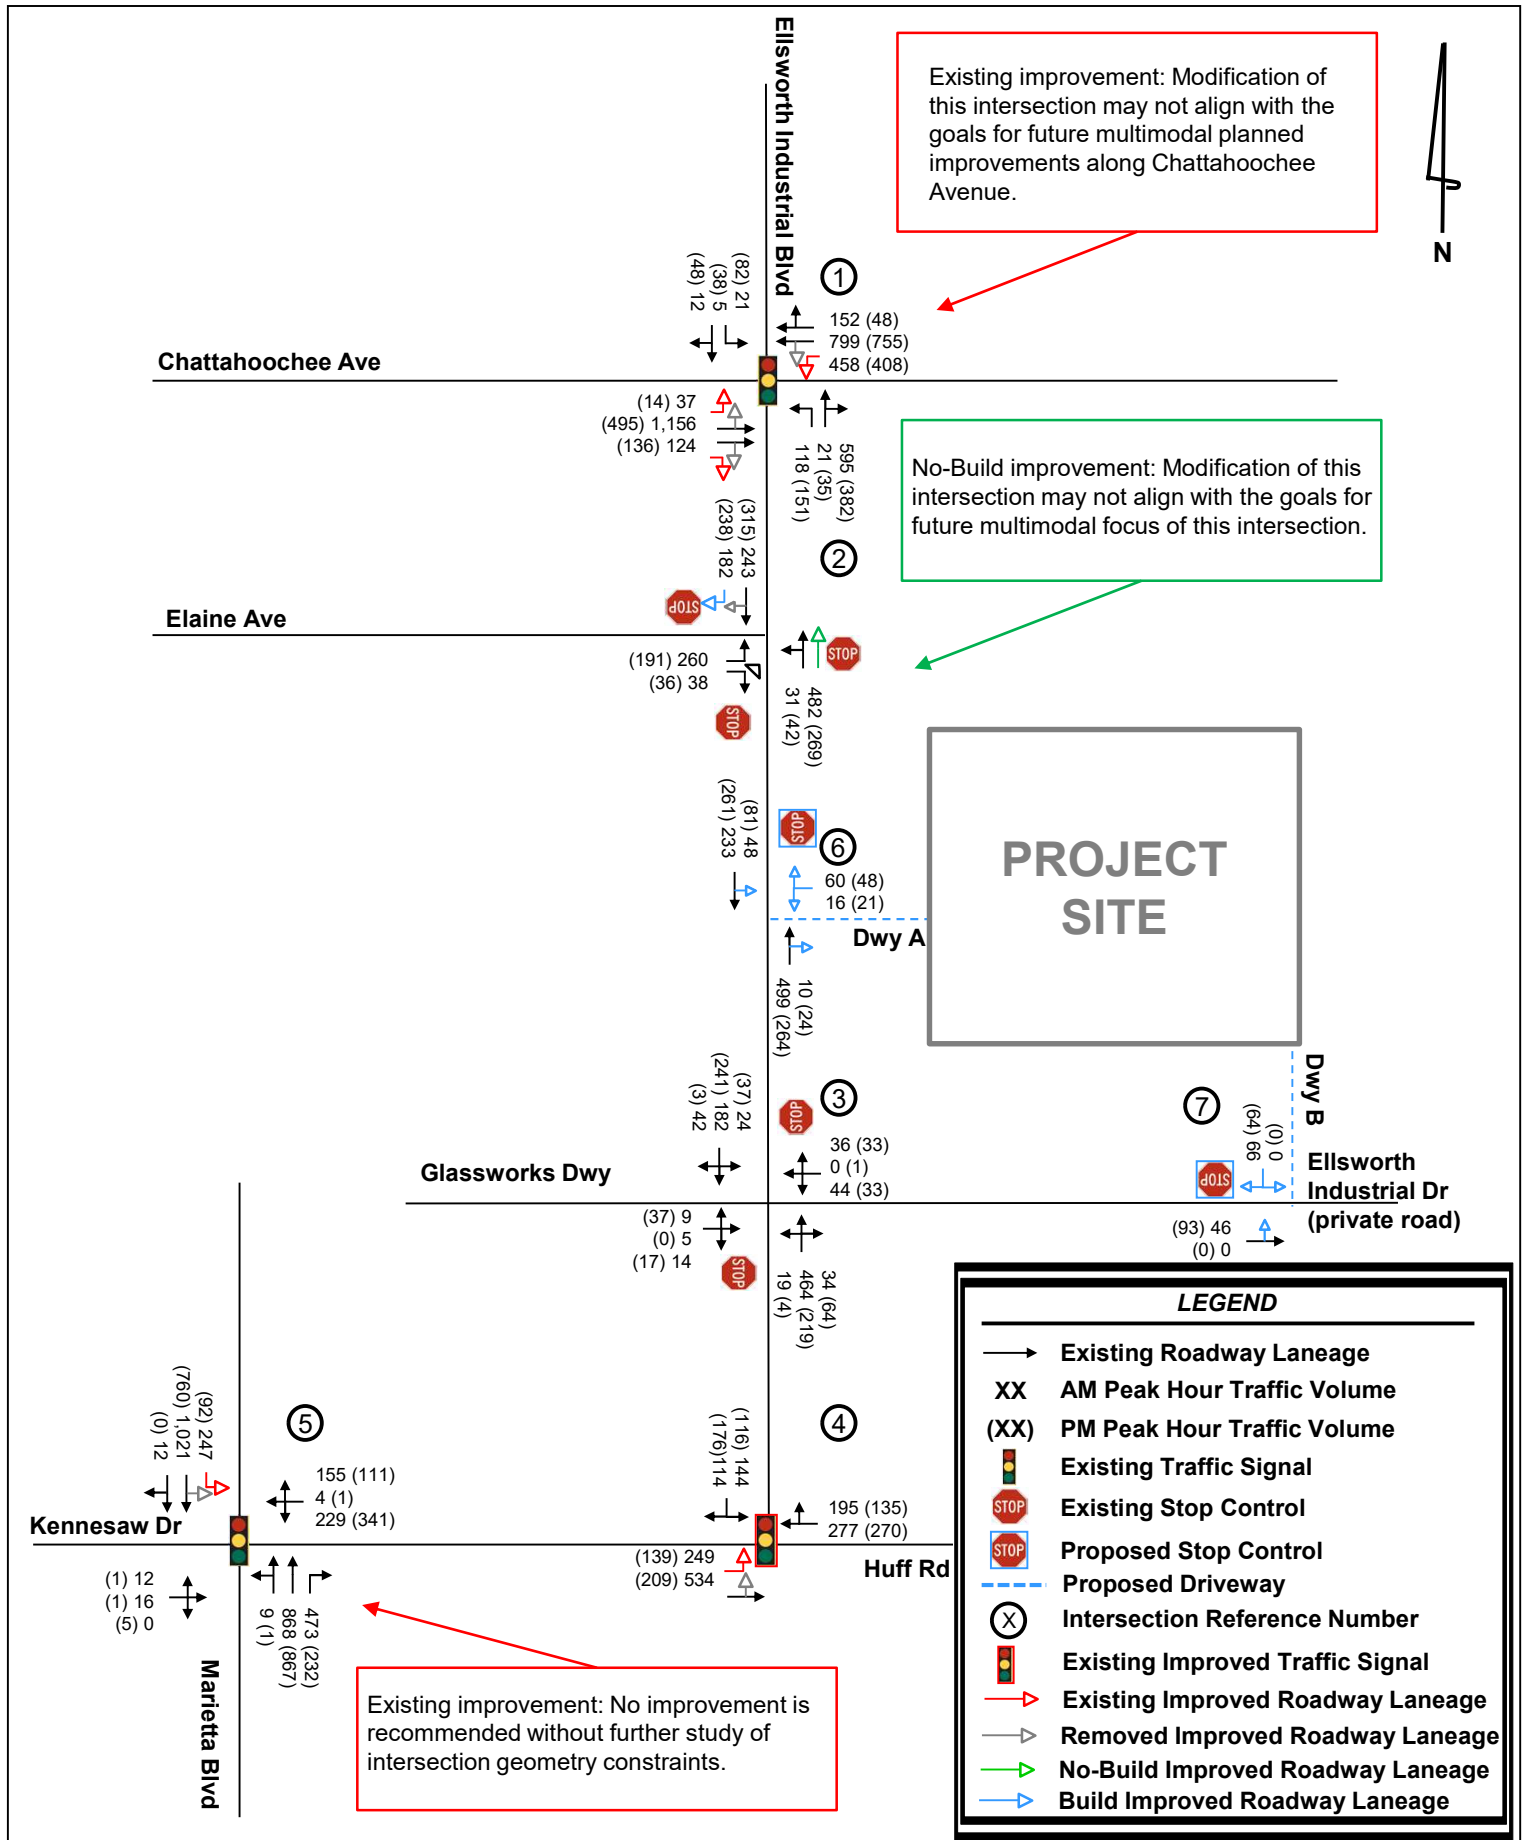 Ellsworth Industrial Blvd
Existing improvement: Modification of
this intersection may not align with the
goals for future multimodal planned
improvements along Chattahoochee
Avenue.
N
1
(82) 21
(38) 5
(48) 12
152 (48)
799 (755)
458 (408)
Chattahoochee Ave
(14) 37
(495) 1,156
(136) 124
595 (382)
21 (35)
118 (151)
No-Build improvement: Modification of this
intersection may not align with the goals for
future multimodal focus of this intersection.
2
(315) 243
(238) 182
STOP
Elaine Ave
STOP
(191) 260
(36) 38
STOP
482 (269)
31 (42)
PROJECT
SITE
(81) 48
(261) 233
STOP
6
60 (48)
16 (21)
Dwy A
10 (24)
499 (264)
(37) 24
(241) 182
(3) 42
STOP
3
36 (33)
0 (1)
44 (33)
Glassworks Dwy
(37) 9
(0) 5
(17) 14
STOP
34 (64)
464 (219)
19 (4)
7
Dwy B
(0) 0
(64) 66
STOP
Ellsworth
Industrial Dr
(private road)
(93) 46
(0) 0
5
(92) 247
(760) 1,021
(0) 12
155 (111)
4 (1)
229 (341)
Kennesaw Dr
(1) 12
(1) 16
(5) 0
473 (232)
868 (867)
9 (1)
Marietta Blvd
4
(116) 144
(176)114
195 (135)
277 (270)
Huff Rd
(139) 249
(209) 534
Existing improvement: No improvement is
recommended without further study of
intersection geometry constraints.
LEGEND
Existing Roadway Laneage
XX AM Peak Hour Traffic Volume
(XX) PM Peak Hour Traffic Volume
Existing Traffic Signal
STOP Existing Stop Control
STOP Proposed Stop Control
Proposed Driveway
X Intersection Reference Number
Existing Improved Traffic Signal
Existing Improved Roadway Laneage
Removed Improved Roadway Laneage
No-Build Improved Roadway Laneage
Build Improved Roadway Laneage